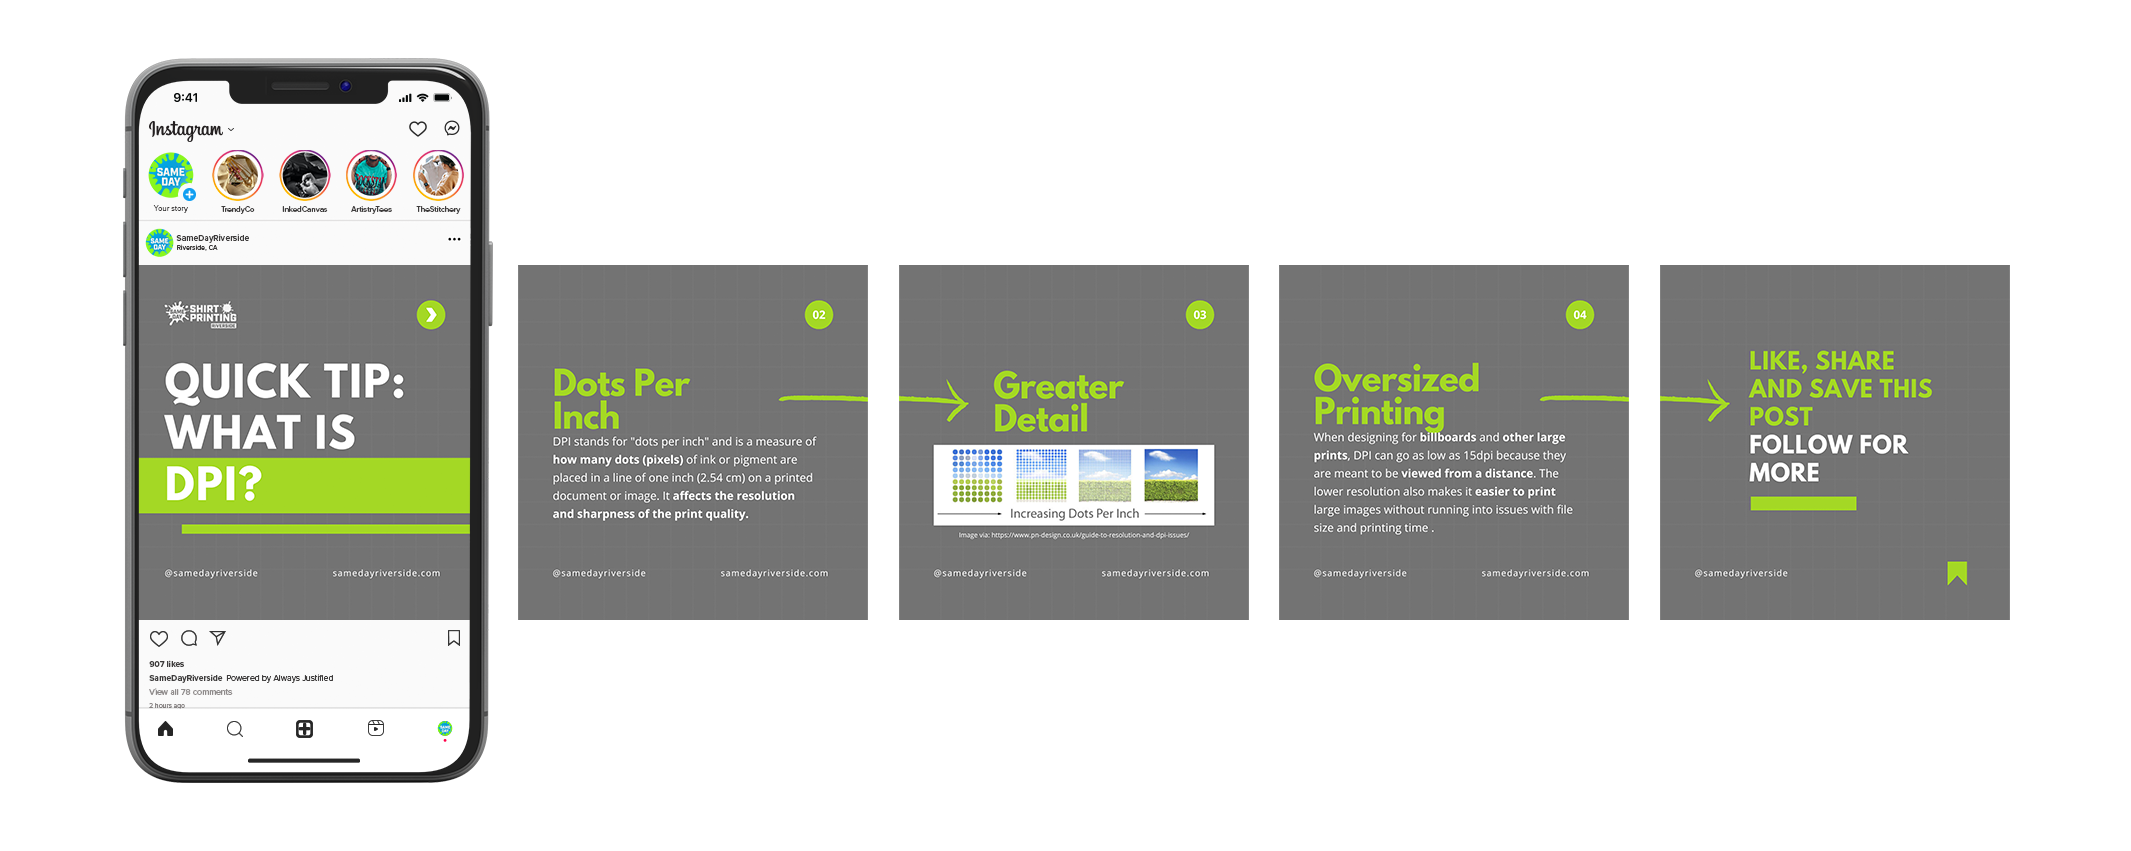 9:41
Instagram
SAME
DAY
Your story
TrendyCo
InkedCanvas
ArtistryTees
TheStitchery
SAME
DAY
SameDayRiverside
Riverside, CA
SAME
DAY
SHIRT
PRINTING
RIVERSIDE
QUICK TIP:
WHAT IS
DPI?
@samedayriverside
samedayriverside.com
907 likes
SameDayRiverside Powered by Always Justified
View all 78 comments
2 hours ago
02
Dots Per
Inch
DPI stands for "dots per inch" and is a measure of
how many dots (pixels) of ink or pigment are
placed in a line of one inch (2.54 cm) on a printed
document or image. It affects the resolution
and sharpness of the print quality.
@samedayriverside
samedayriverside.com
03
Greater
Detail
Increasing Dots Per Inch
Image via: https://www.pn-design.co.uk/guide-to-resolution-and-dpi-issues/
@samedayriverside
samedayriverside.com
04
Oversized
Printing
When designing for billboards and other large
prints, DPI can go as low as 15dpi because they
are meant to be viewed from a distance. The
lower resolution also makes it easier to print
large images without running into issues with file
size and printing time .
@samedayriverside
samedayriverside.com
LIKE, SHARE
AND SAVE THIS
POST
FOLLOW FOR
MORE
@samedayriverside